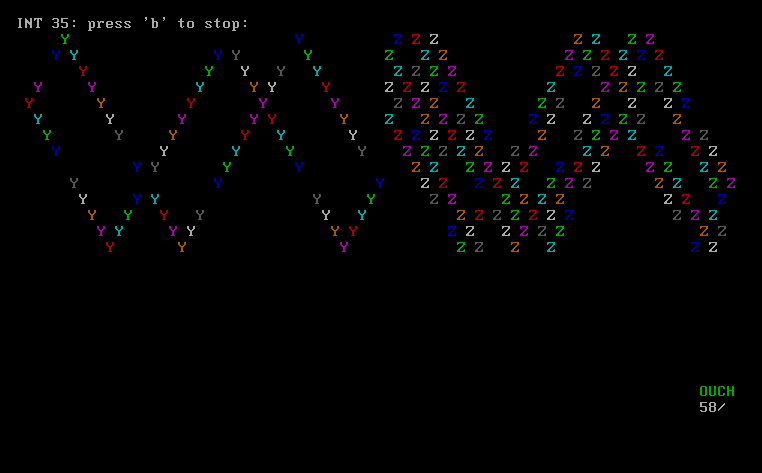 INT 35: press 'b' to stop:
Y Y Z Z Z Z Z Z Z
Y Y Y Y Y Z Z Z Z Z Z Z Z Z
Y Y Y Y Y Z Z Z Z Z Z Z Z Z Z
Y Y Y Y Y Y Z Z Z Z Z Z Z Z Z Z Z
Y Y Y Y Y Z Z Z Z Z Z Z Z Z Z
Y Y Y Y Y Y Z Z Z Z Z Z Z Z Z Z Z Z
Y Y Y Y Y Y Z Z Z Z Z Z Z Z Z Z Z Z Z
Y Y Y Y Y Z Z Z Z Z Z Z Z Z Z Z Z Z
Y Y Y Y Z Z Z Z Z Z Z Z Z Z Z Z Z
Y Y Y Z Z Z Z Z Z Z Z Z Z Z Z
Y Y Y Y Y Z Z Z Z Z Z Z Z Z
Y Y Y Y Y Y Z Z Z Z Z Z Z Z Z Z
Y Y Y Y Y Y Z Z Z Z Z Z Z Z
Y Y Y Z Z Z Z Z Z
OUCH
58/